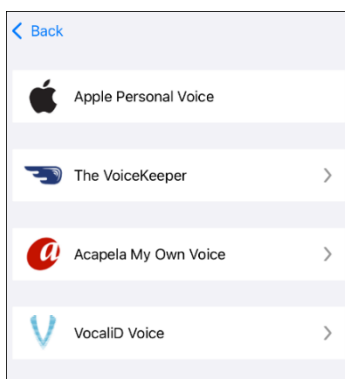 Back
Apple Personal Voice
The VoiceKeeper
Acapela My Own Voice
VocaliD Voice